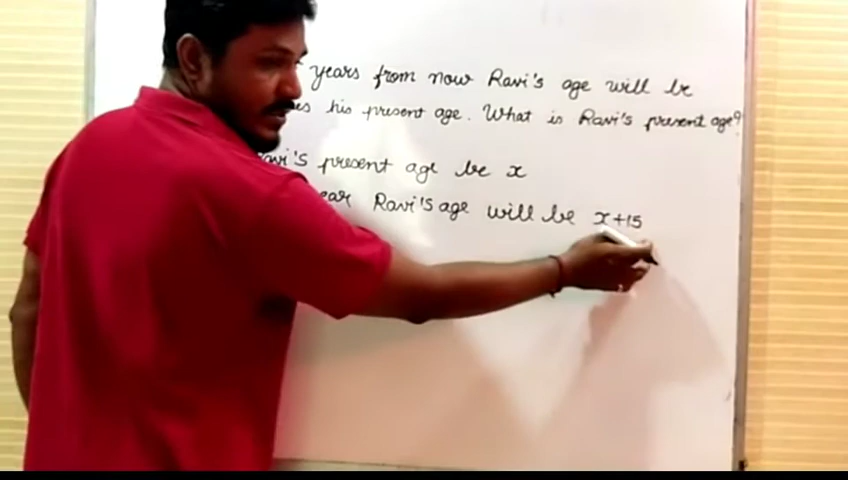 years from now Ravi's age will be
his present age. What is Ravi's present age?
present age be x
Ravi's age will be x+15